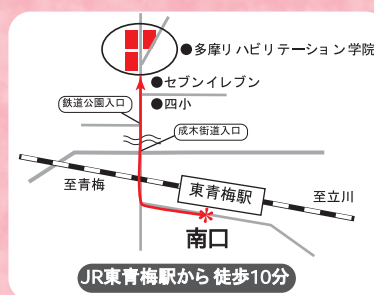 ●多摩リハビリテーション学院
●セブンイレブン
鉄道公園入口
●四小
成木街道入口
至青梅
東青梅駅
至立川
南口
JR東青梅駅から徒歩10分